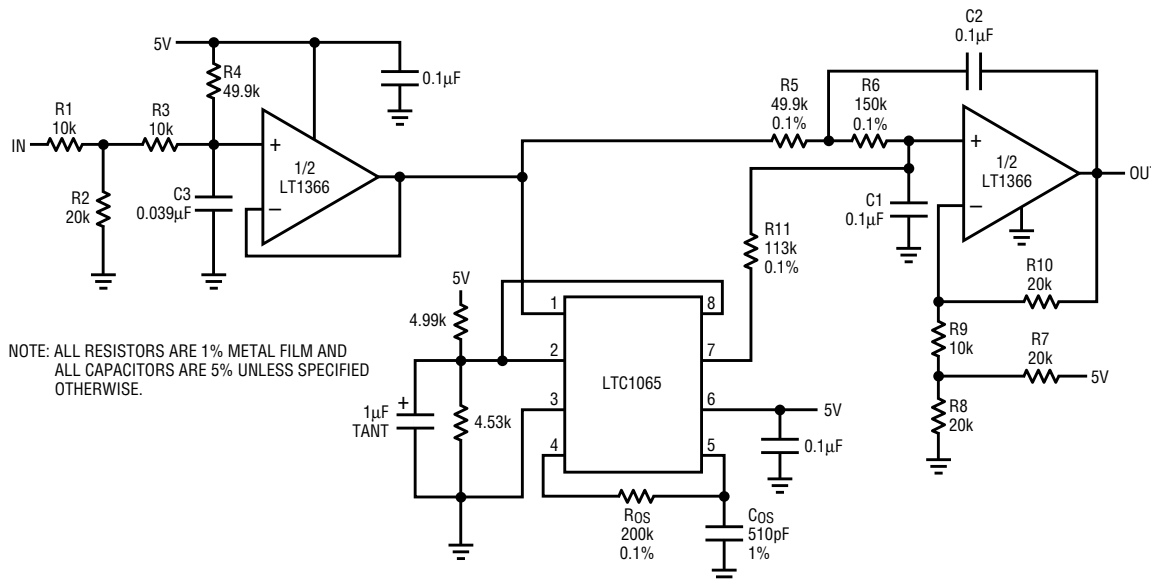 C2
0.1µF
5V
R4
49.9k
0.1µF
R5
49.9k
0.1%
R6
150k
0.1%
R1
10k
R3
10k
IN
+
1/2
LT1366
–
+
1/2
LT1366
–
R2
20k
C3
0.039µF
C1
0.1µF
R11
113k
0.1%
R10
20k
5V
4.99k
1
8
R9
10k
R7
20k
NOTE: ALL RESISTORS ARE 1% METAL FILM AND
ALL CAPACITORS ARE 5% UNLESS SPECIFIED
OTHERWISE.
2
7
LTC1065
5V
+
1µF
TANT
4.53k
3
6
5V
R8
20k
4
5
0.1µF
ROS
200k
0.1%
COS
510pF
1%